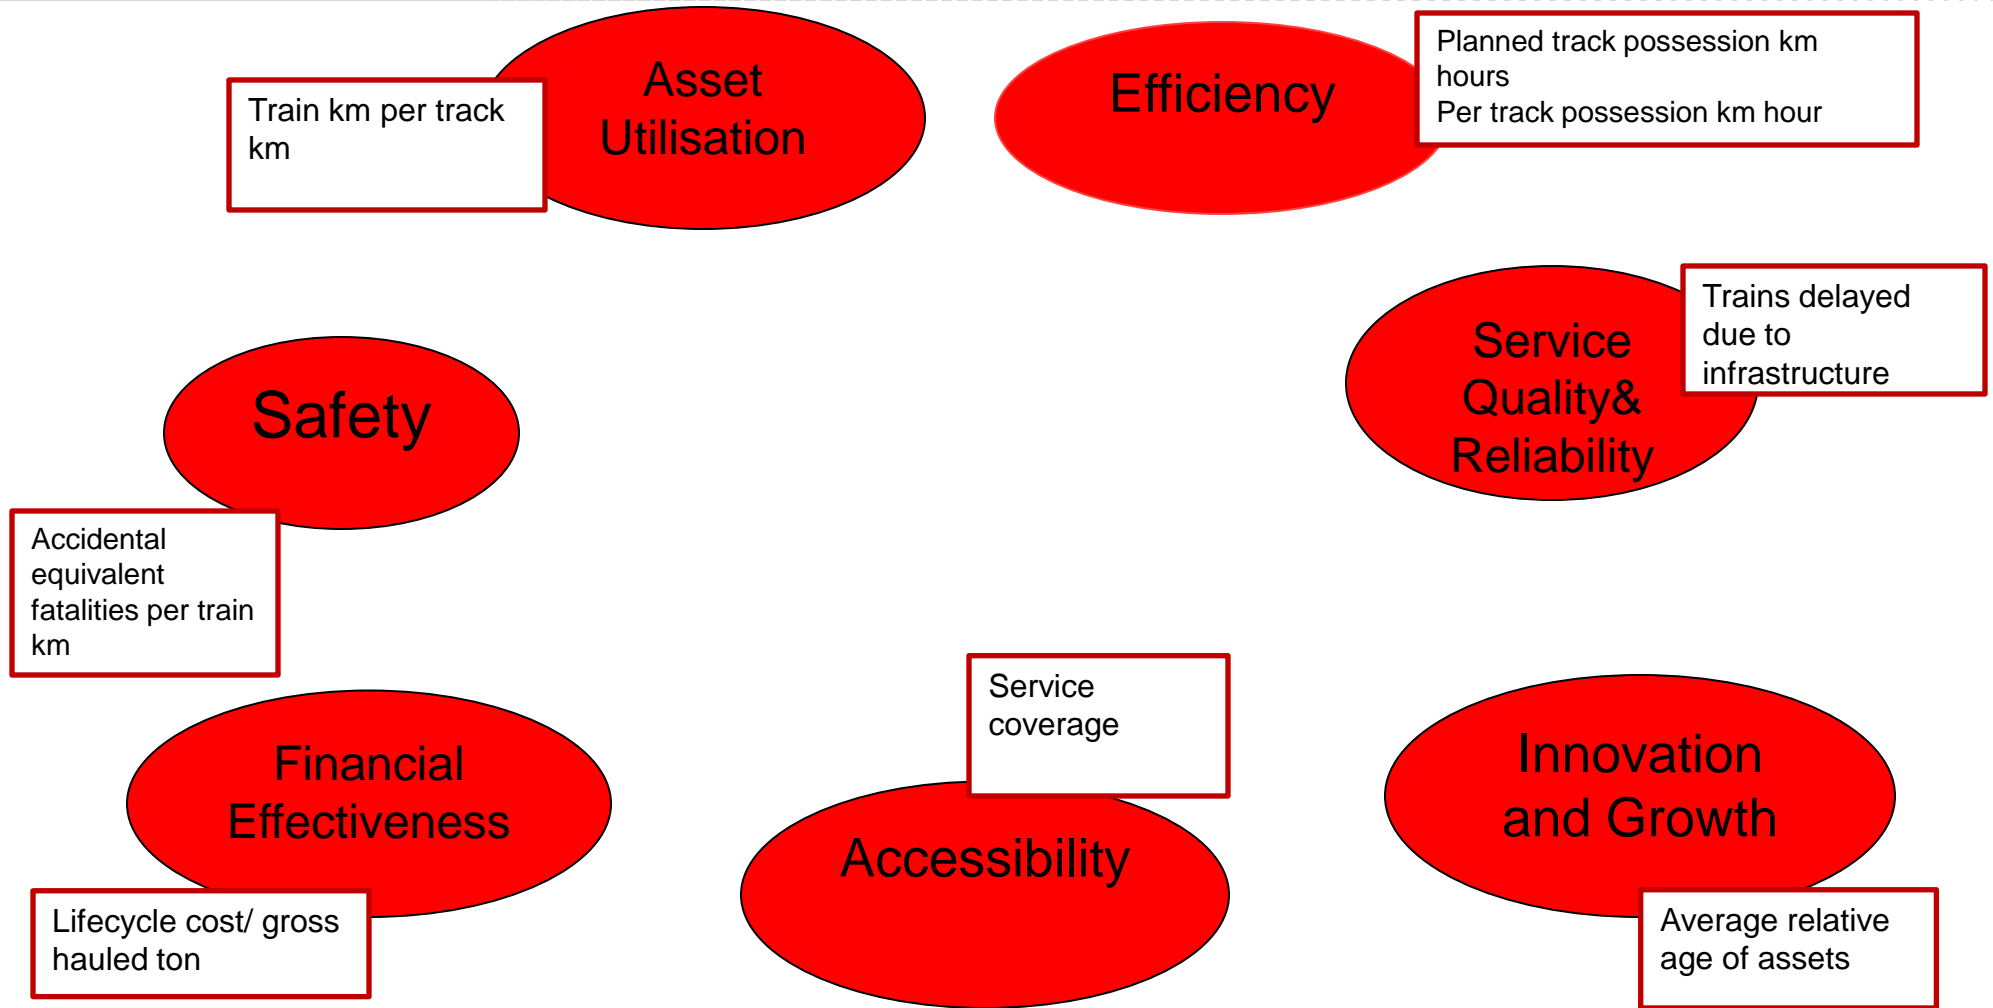 Asset
Utilisation
Train km per track
km
Efficiency
Planned track possession km
hours
Per track possession km hour
Service
Quality&
Reliability
Trains delayed
due to
infrastructure
Safety
Accidental
equivalent
fatalities per train
km
Financial
Effectiveness
Lifecycle cost/ gross
hauled ton
Service
coverage
Accessibility
Innovation
and Growth
Average relative
age of assets